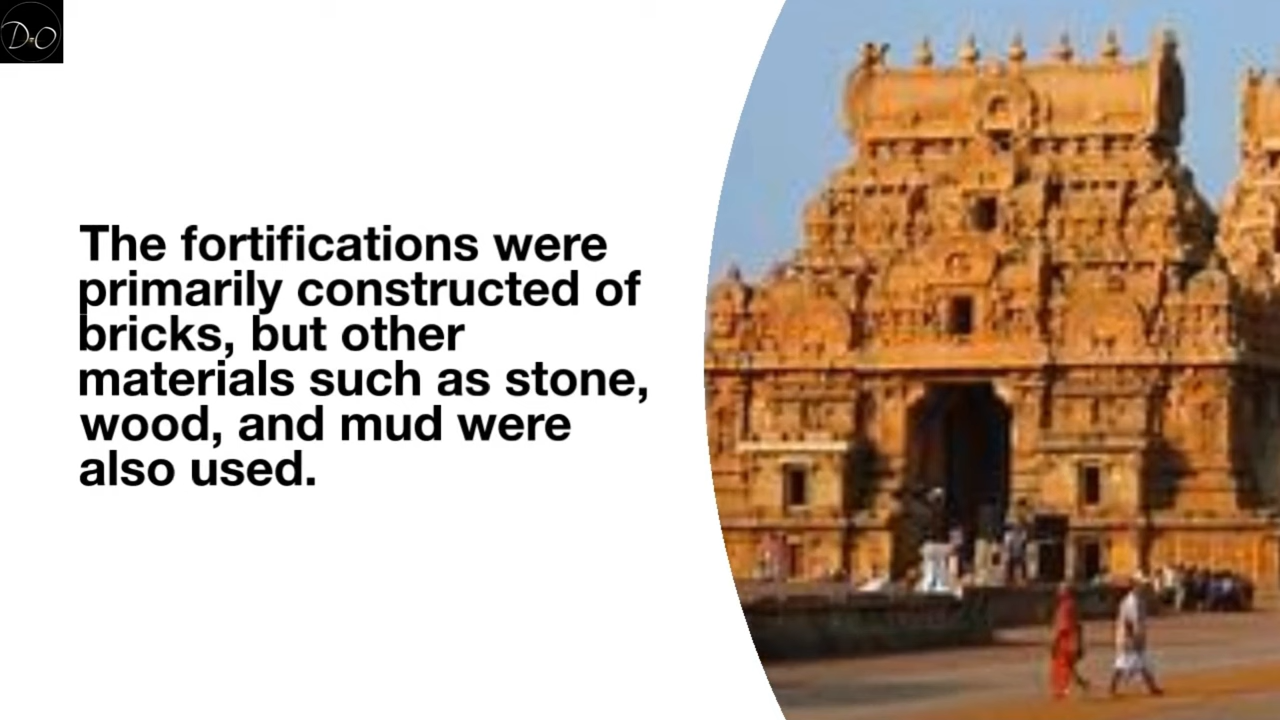 D&O
The fortifications were
primarily constructed of
bricks, but other
materials such as stone,
wood, and mud were
also used.